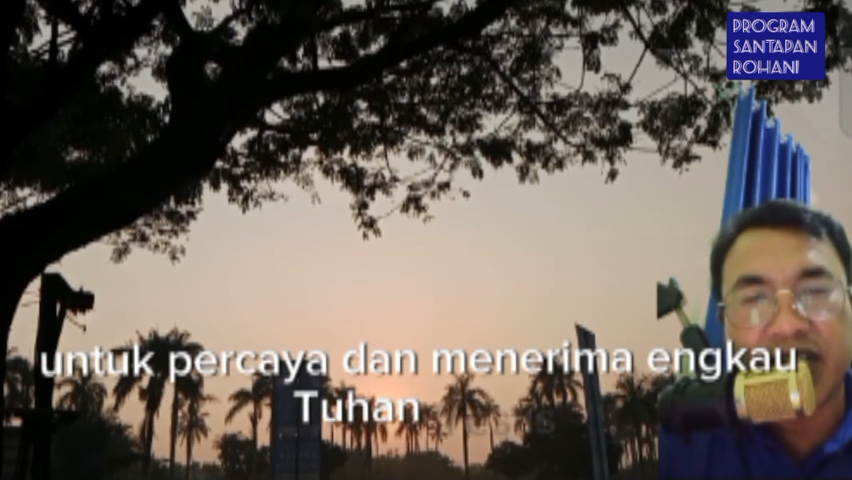 PROGRAM
SANTAPAN
ROHANI
untuk percaya dan menerima engkau
Tuhan